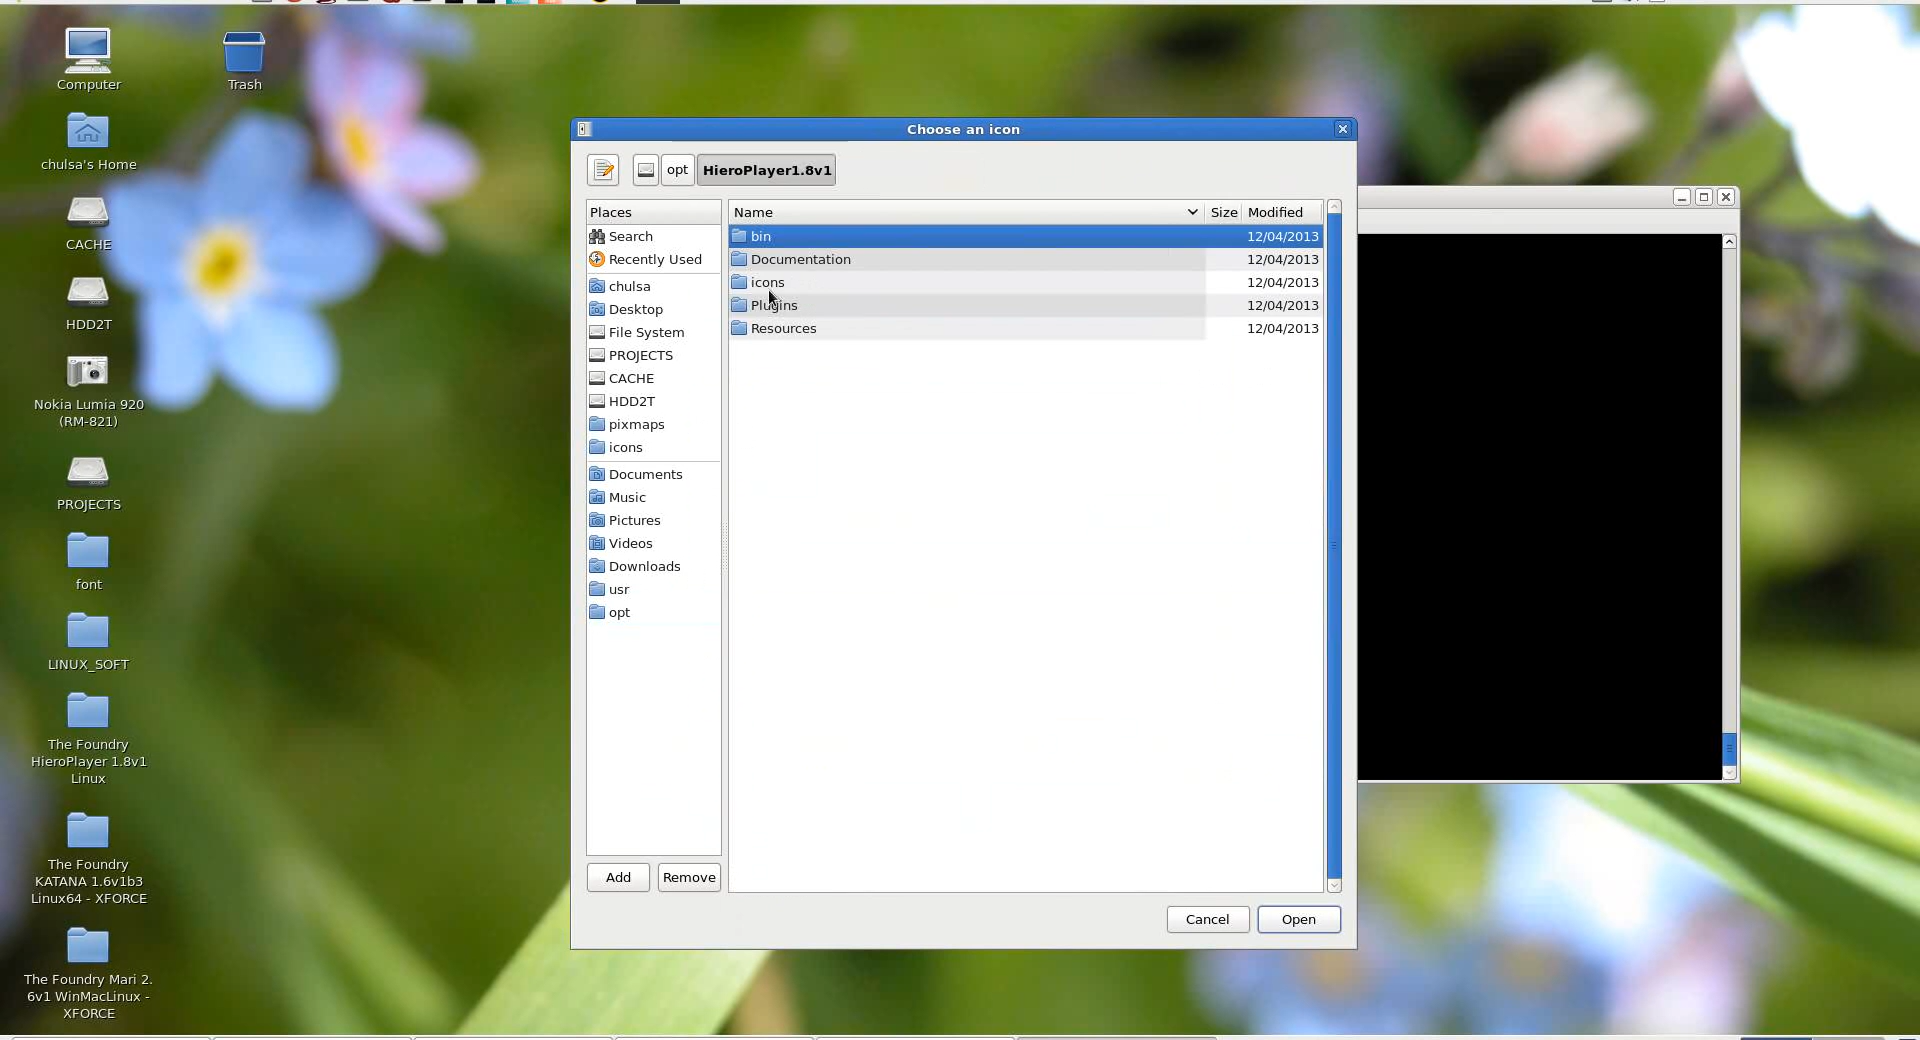 Computer
Trash
chulsa's Home
CACHE
HDD2T
Nokia Lumia 920
(RM-821)
PROJECTS
font
LINUX_SOFT
The Foundry
HieroPlayer 1.8v1
Linux
The Foundry
KATANA 1.6v1b3
Linux64 - XFORCE
The Foundry Mari 2.
6v1 WinMacLinux -
XFORCE
Choose an icon
opt
HieroPlayer1.8v1
Places
Search
Recently Used
chulsa
Desktop
File System
PROJECTS
CACHE
HDD2T
pixmaps
icons
Documents
Music
Pictures
Videos
Downloads
usr
opt
Add
Remove
Name Size Modified
bin 12/04/2013
Documentation 12/04/2013
icons 12/04/2013
Plugins 12/04/2013
Resources 12/04/2013
Cancel
Open